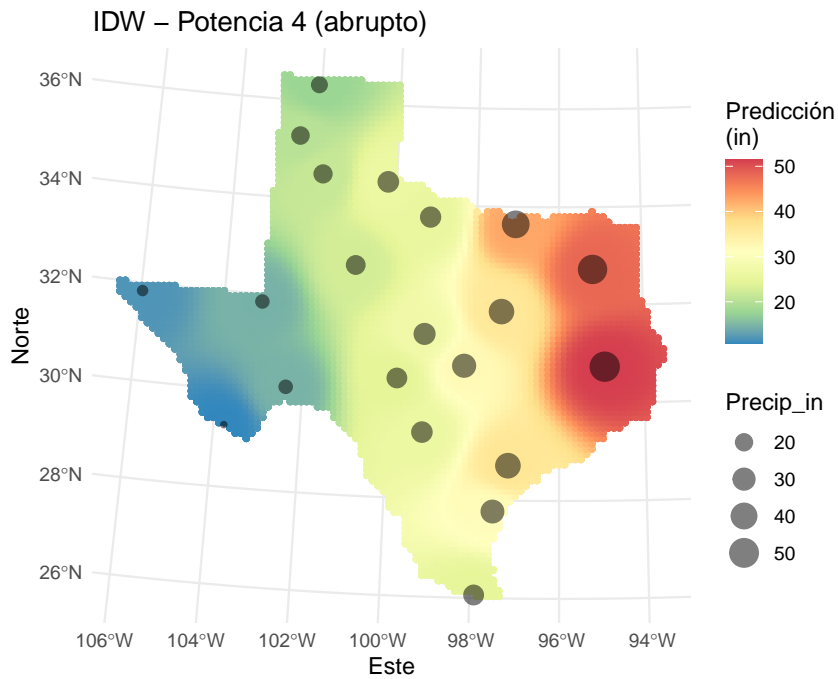 IDW − Potencia 4 (abrupto)
36°N
34°N
32°N
30°N
28°N
26°N
Norte
106°W
104°W
102°W
100°W
98°W
96°W
94°W
Este
Predicción
(in)
50
40
30
20
Precip_in
20
30
40
50